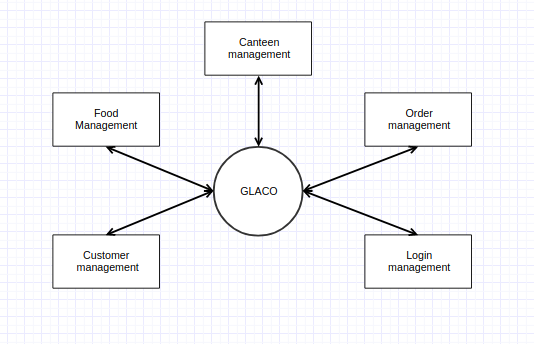 Canteen
management
Food
Management
Order
management
GLACO
Customer
management
Login
management